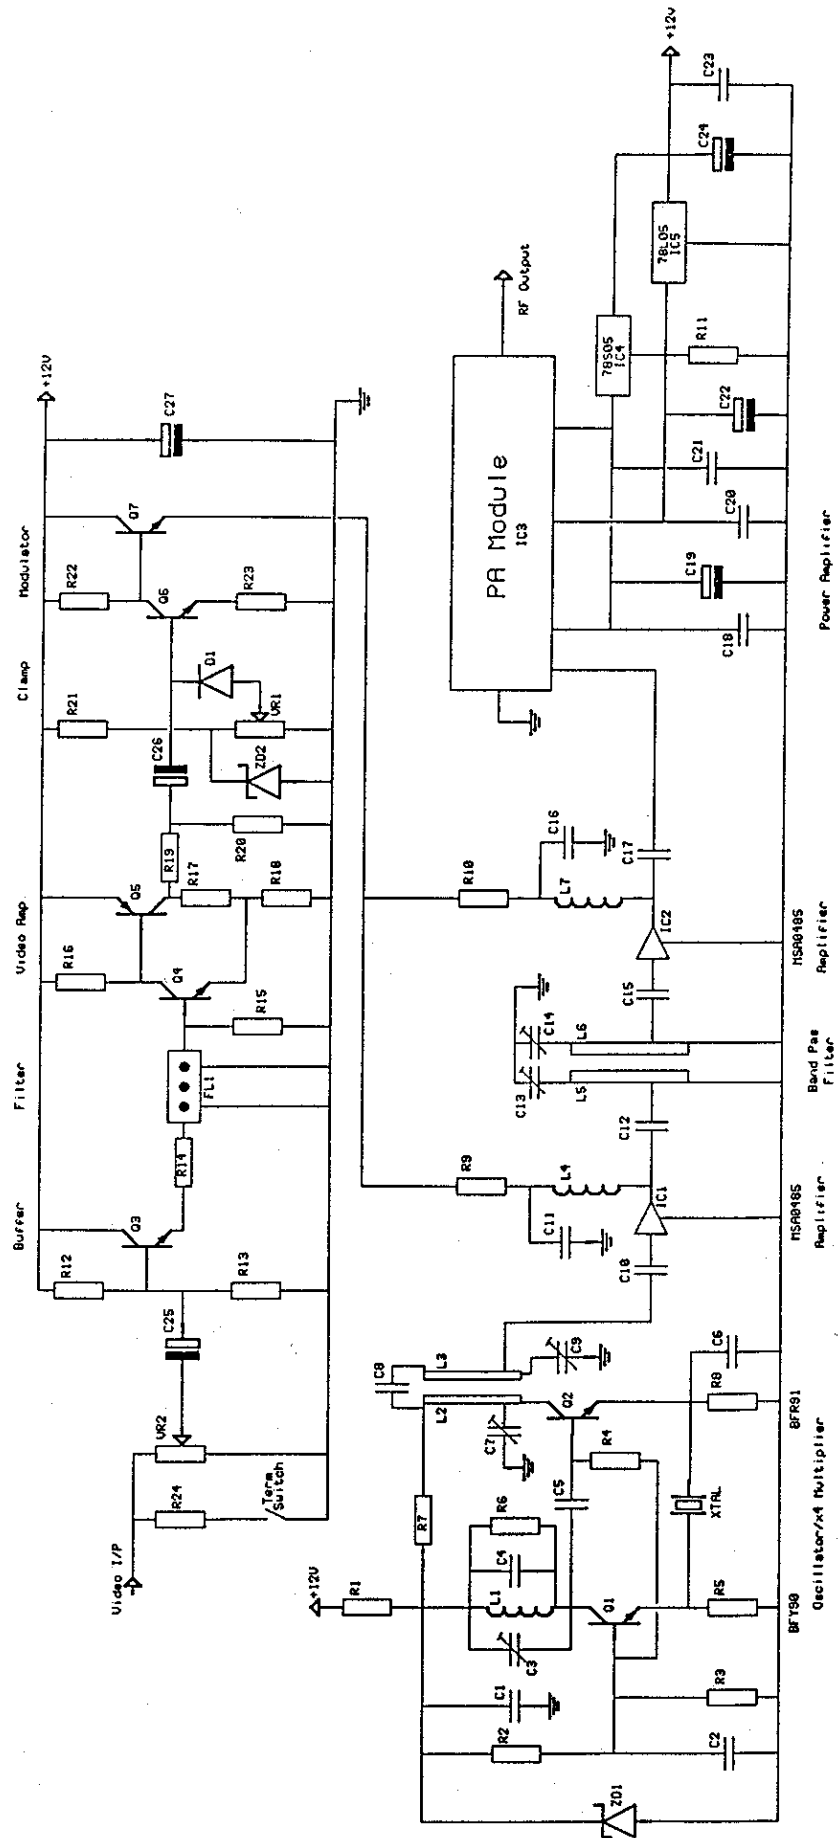 Buffer
Filter
Video Amp.
Clamp
Modulator
Video I/P
R24
Term
Switch
VR2
C25
R12
R13
Q3
R14
FL1
R15
R16
Q4
Q5
R19
R17
R18
R20
C26
ZD2
R21
D1
VR1
Q6
R22
R23
Q7
C27
+12V
+12V
R1
ZD1
R2
C2
C1
R3
C3
L1
C4
R6
Q1
R5
C5
R7
R4
XTAL
C7
L2
Q2
R8
C8
L3
C9
C6
C10
C11
IC1
L4
R9
C12
C13
L5
C14
L6
C15
IC2
L7
R10
C16
C17
PA Module
IC3
RF Output
C18
C19
C20
C21
C22
R11
78S05
IC4
78L05
IC5
C24
C23
+12v
BFY90
BFR91
Oscillator/x4 Multiplier
MSA0485
Amplifier
Band Pas
Filter
MSA0485
Amplifier
Power Amplifier